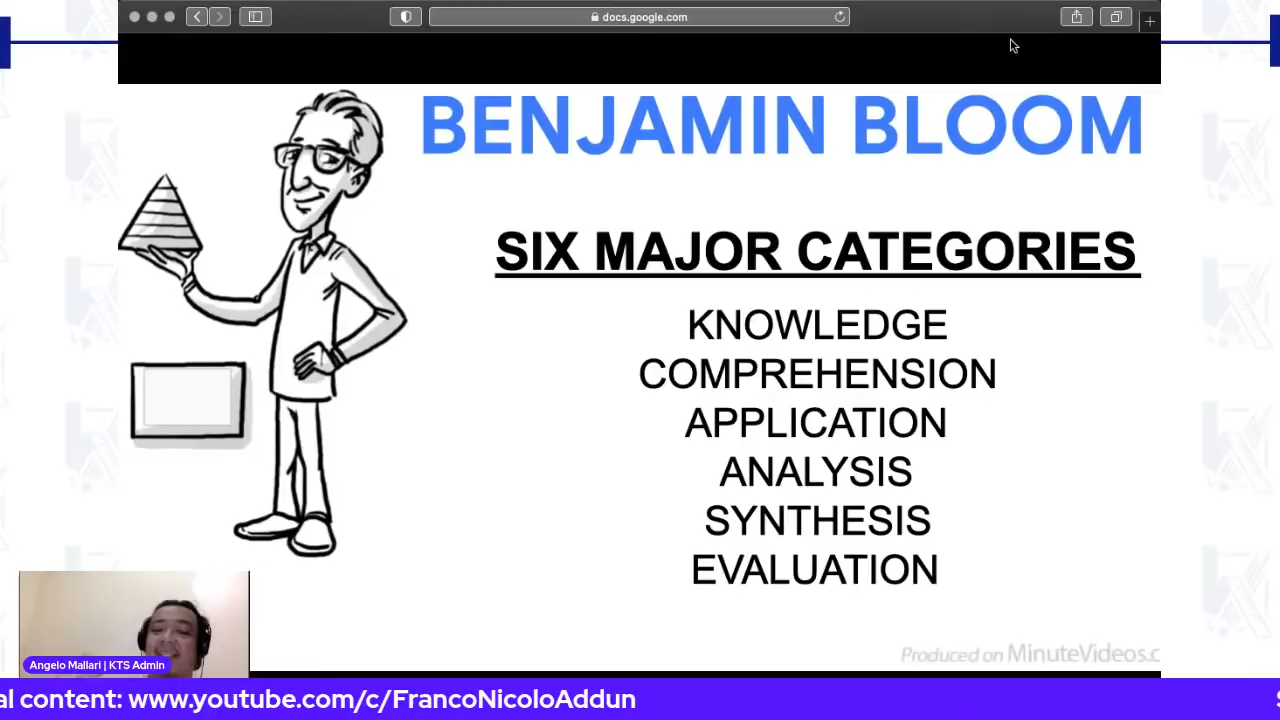 docs.google.com
BENJAMIN BLOOM
SIX MAJOR CATEGORIES
KNOWLEDGE
COMPREHENSION
APPLICATION
ANALYSIS
SYNTHESIS
EVALUATION
Produced on MinuteVideos.c
Angelo Mallari | KTS Admin
al content: www.youtube.com/c/FrancoNicoloAddun